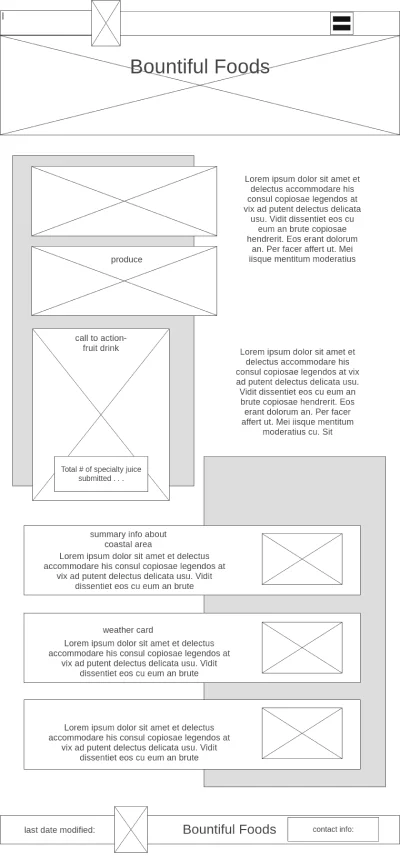 Bountiful Foods
Lorem ipsum dolor sit amet et
delectus accommodare his
consul copiosae legendos at
vix ad putent delectus delicata
usu. Vidit dissentiet eos cu
eum an brute copiosae
hendrerit. Eos erant dolorum
an. Per facer affert ut. Mei
iisque mentitum moderatius
produce
call to action-
fruit drink
Total # of specialty juice
submitted . . .
Lorem ipsum dolor sit amet et
delectus accommodare his
consul copiosae legendos at vix
ad putent delectus delicata usu.
Vidit dissentiet eos cu eum an
brute copiosae hendrerit. Eos
erant dolorum an. Per facer
affert ut. Mei iisque mentitum
moderatius cu. Sit
summary info about
coastal area
Lorem ipsum dolor sit amet et delectus
accommodare his consul copiosae legendos at
vix ad putent delectus delicata usu. Vidit
dissentiet eos cu eum an brute
weather card
Lorem ipsum dolor sit amet et delectus
accommodare his consul copiosae legendos at
vix ad putent delectus delicata usu. Vidit
dissentiet eos cu eum an brute
Lorem ipsum dolor sit amet et delectus
accommodare his consul copiosae legendos at
vix ad putent delectus delicata usu. Vidit
dissentiet eos cu eum an brute
last date modified:
Bountiful Foods
contact info: